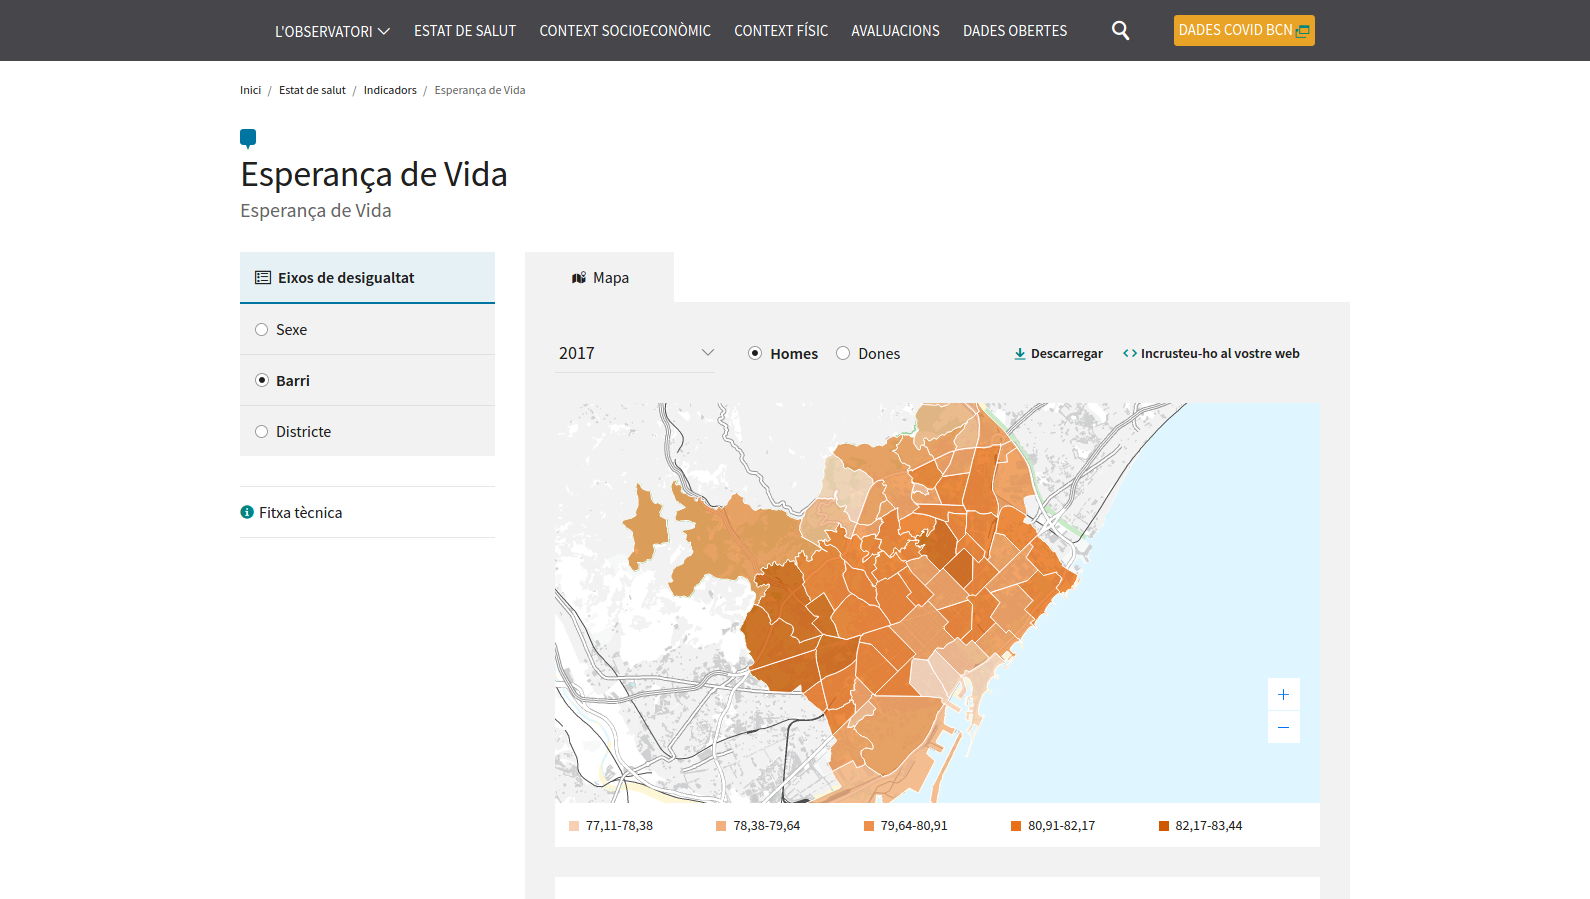 L'OBSERVATORI ESTAT DE SALUT CONTEXT SOCIOECONÒMIC CONTEXT FÍSIC AVALUACIONS DADES OBERTES DADES COVID BCN
Inici / Estat de salut / Indicadors / Esperança de Vida
Esperança de Vida
Esperança de Vida
Eixos de desigualtat
Sexe
Barri
Districte
Fitxa tècnica
Mapa
2017 Homes Dones Descarregar Incrusteu-ho al vostre web
+
−
77,11-78,38 78,38-79,64 79,64-80,91 80,91-82,17 82,17-83,44